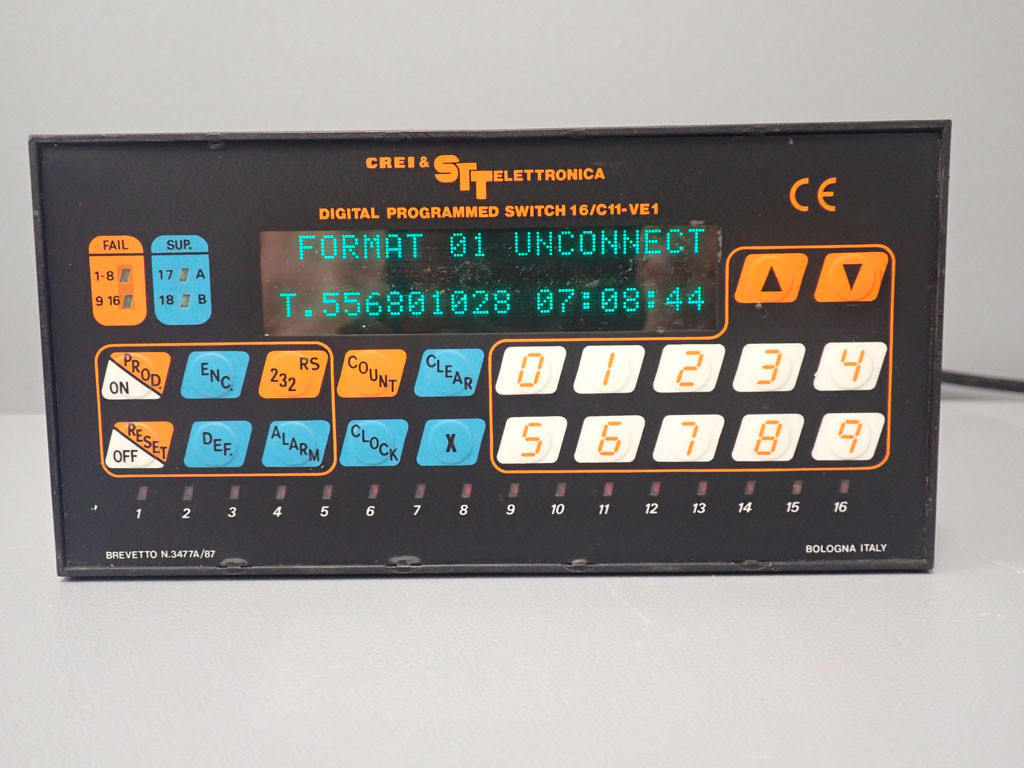 CREI & STT ELETTRONICA
CE
DIGITAL PROGRAMMED SWITCH 16/C11-VE1
FORMAT 01 UNCONNECT
T.556801028 07:08:44
FAIL
1-8
9 16
SUP.
17 A
18 B
▲ ▼
PROD. ON
ENC.
RS 232
COUNT
CLEAR
0 1 2 3 4
RESET OFF
DEF.
ALARM
CLOCK
X
5 6 7 8 9
1 2 3 4 5 6 7 8 9 10 11 12 13 14 15 16
BREVETTO N.3477A/87
BOLOGNA ITALY